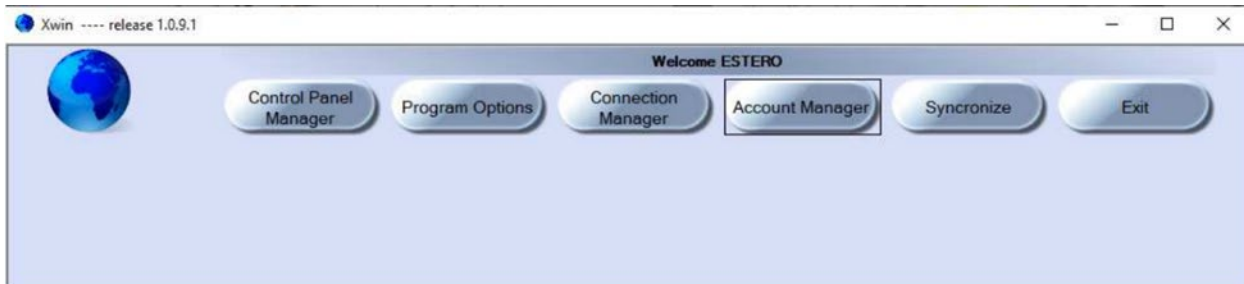 Xwin ---- release 1.0.9.1
Welcome ESTERO
Control Panel
Manager
Program Options
Connection
Manager
Account Manager
Syncronize
Exit